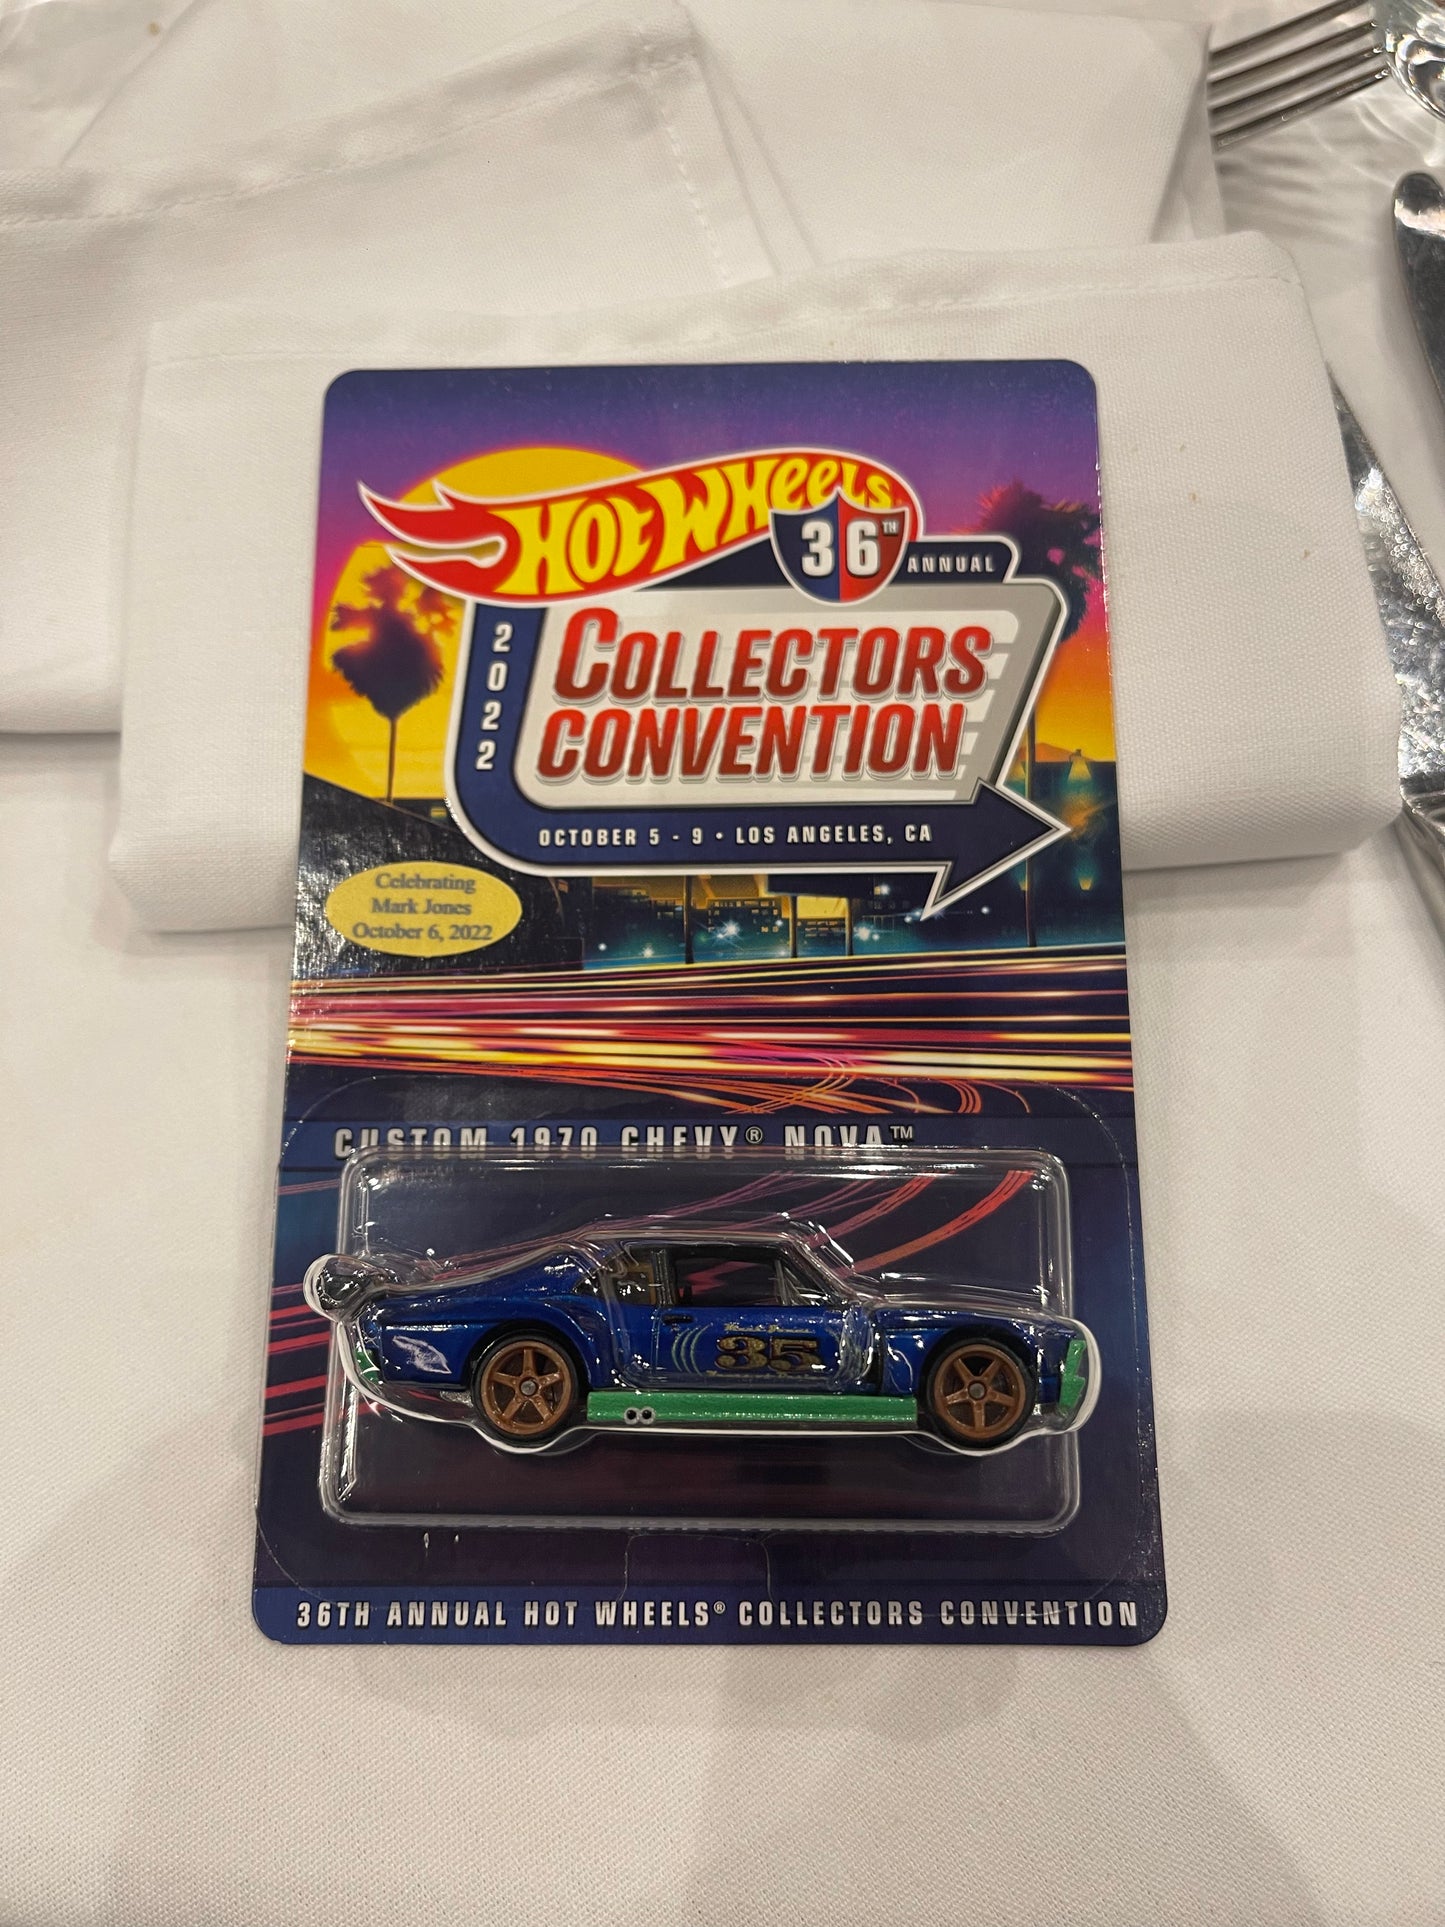 HOT WHEELS
36TH
ANNUAL
2022
COLLECTORS
CONVENTION
OCTOBER 5 - 9 • LOS ANGELES, CA
Celebrating
Mark Jones
October 6, 2022
CUSTOM 1970 CHEVY® NOVA™
35
36TH ANNUAL HOT WHEELS® COLLECTORS CONVENTION